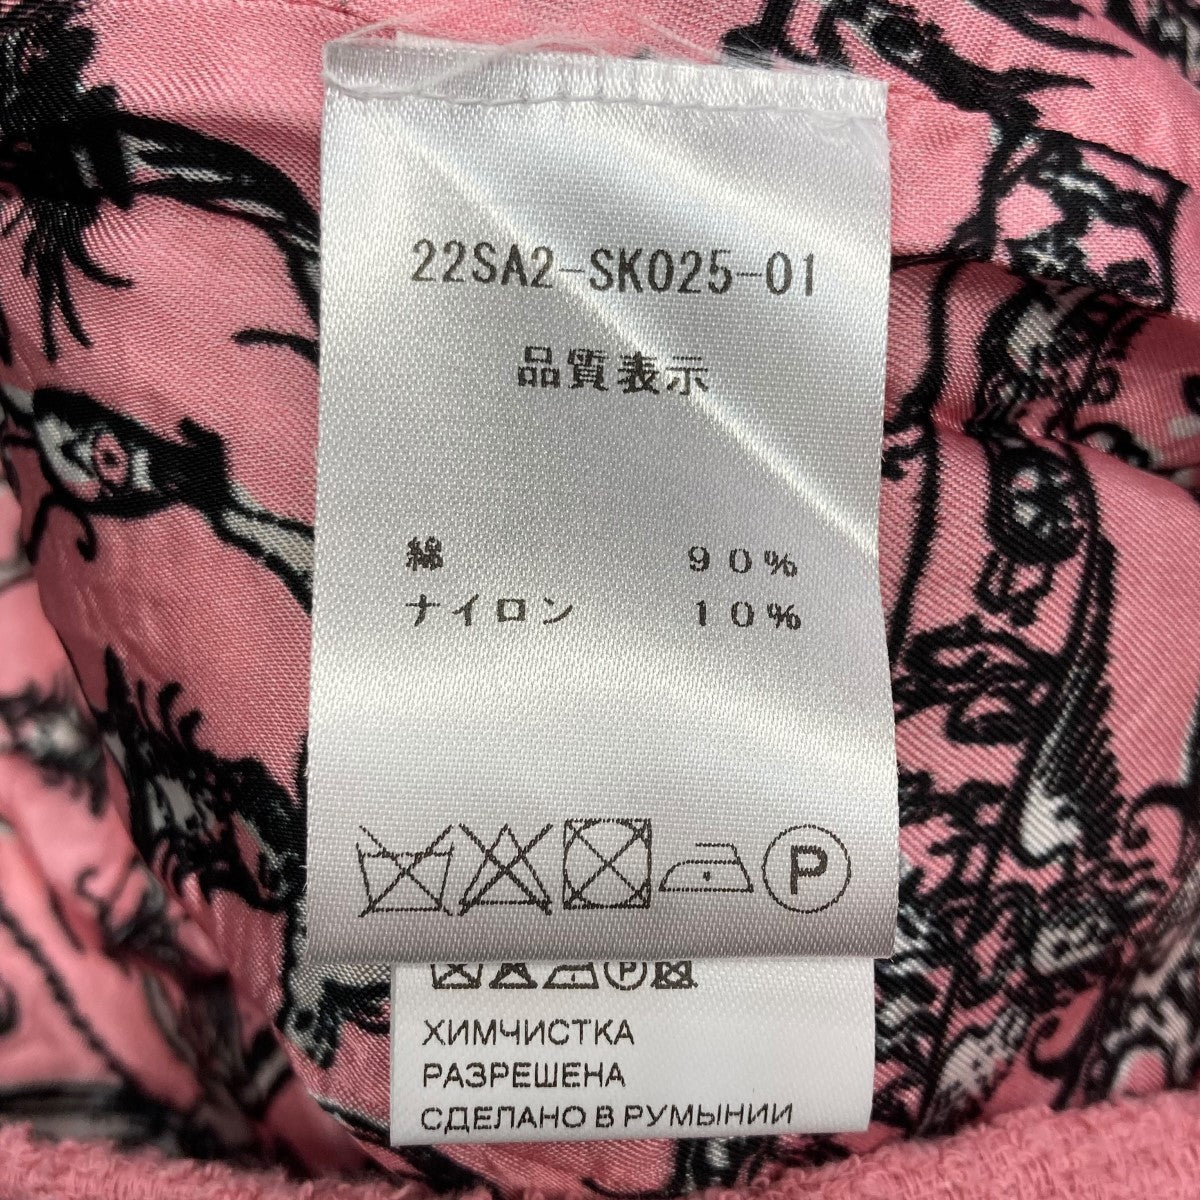 22SA2-SK025-01
品質表示
綿 90%
ナイロン 10%
P
P
ХИМЧИСТКА
РАЗРЕШЕНА
СДЕЛАНО В РУМЫНИИ